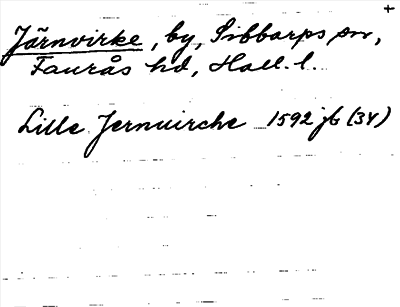 +
Järnvirke, by, Sibbarps sn,
Faurås hd, Hall. l.
Lille Jernuirche 1592 jb (34)